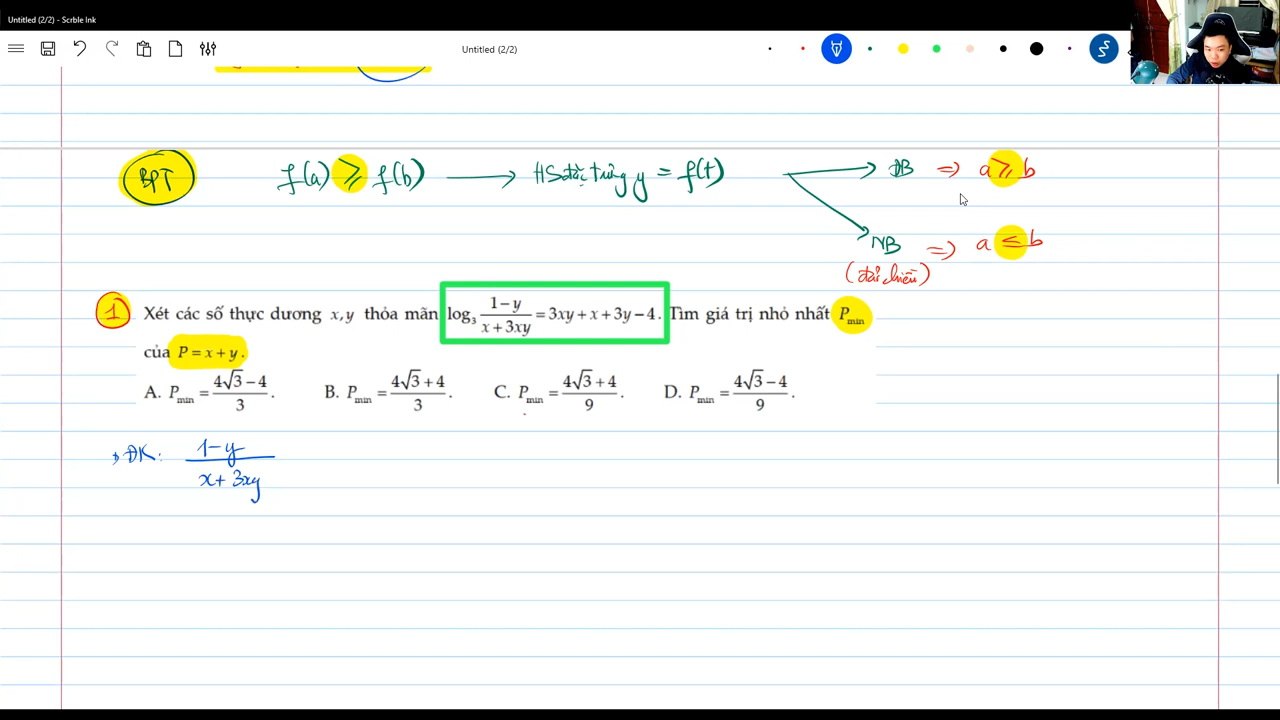 Untitled (2/2) - Scrble Ink
Untitled (2/2)
BPT f(a) ⩾ f(b) ⟶ HS đặc trưng y = f(t) ĐB ⇒ a ⩾ b
NB ⇒ a ≤ b
(đổi chiều)
1 Xét các số thực dương x, y thỏa mãn log₃ (1−y)/(x+3xy) = 3xy + x + 3y − 4. Tìm giá trị nhỏ nhất P_min
của P = x + y.
A. P_min = (4√3 − 4)/3. B. P_min = (4√3 + 4)/3. C. P_min = (4√3 + 4)/9. D. P_min = (4√3 − 4)/9.
ĐK: (1−y)/(x+3xy)